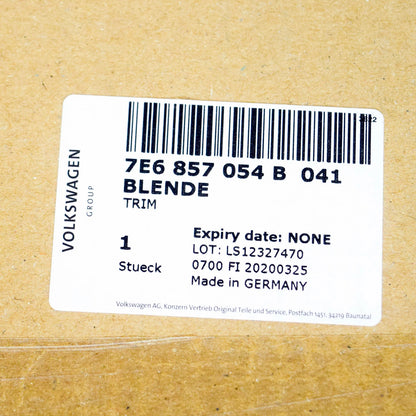 VOLKSWAGEN
GROUP
7E6 857 054 B 041
BLENDE
TRIM
1
Stueck
Expiry date: NONE
LOT: LS12327470
0700 FI 20200325
Made in GERMANY
Volkswagen AG, Konzern Vertrieb Original Teile und Service, Postfach 1451, 34219 Baunatal